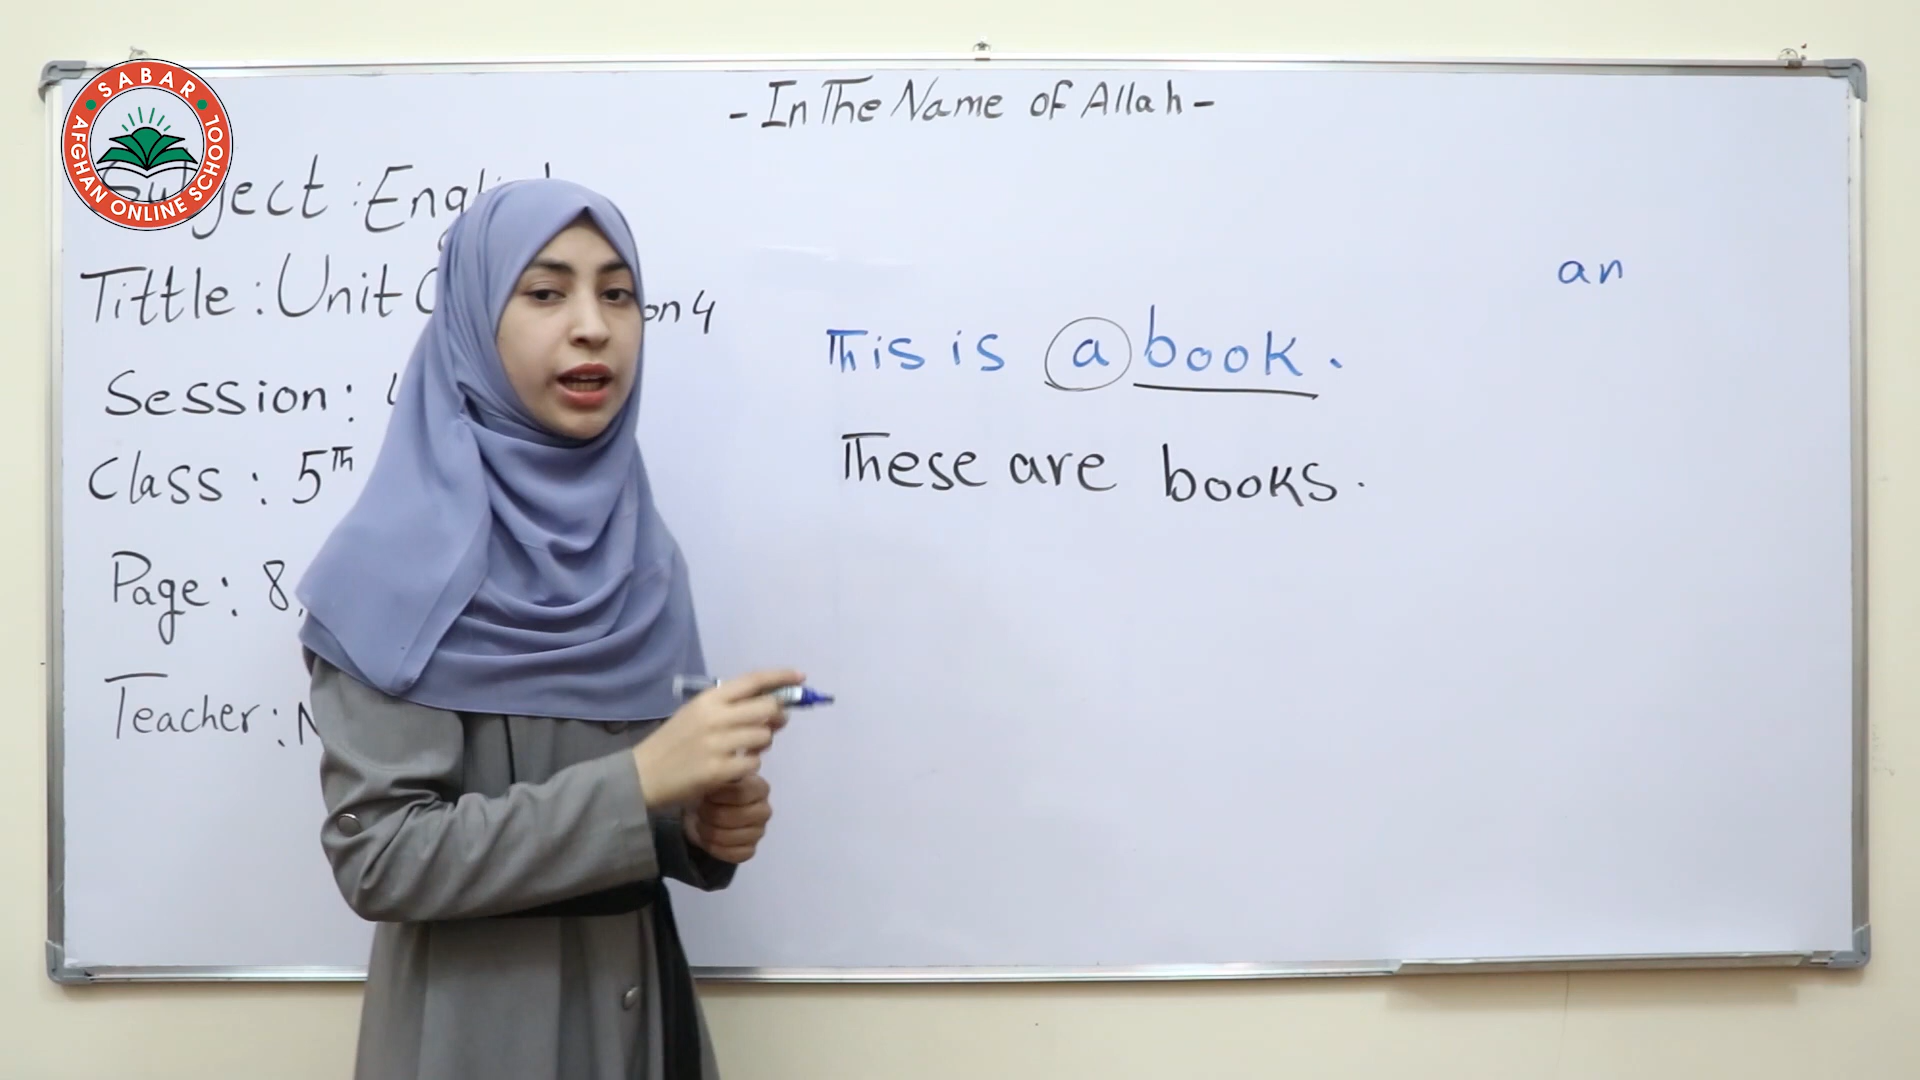 SABAR
AFGHAN ONLINE SCHOOL
- In The Name of Allah -
Subject : English
Tittle : Unit
on 4
Session :
Class : 5th
Page : 8,
Teacher :
an
This is a book .
These are books .